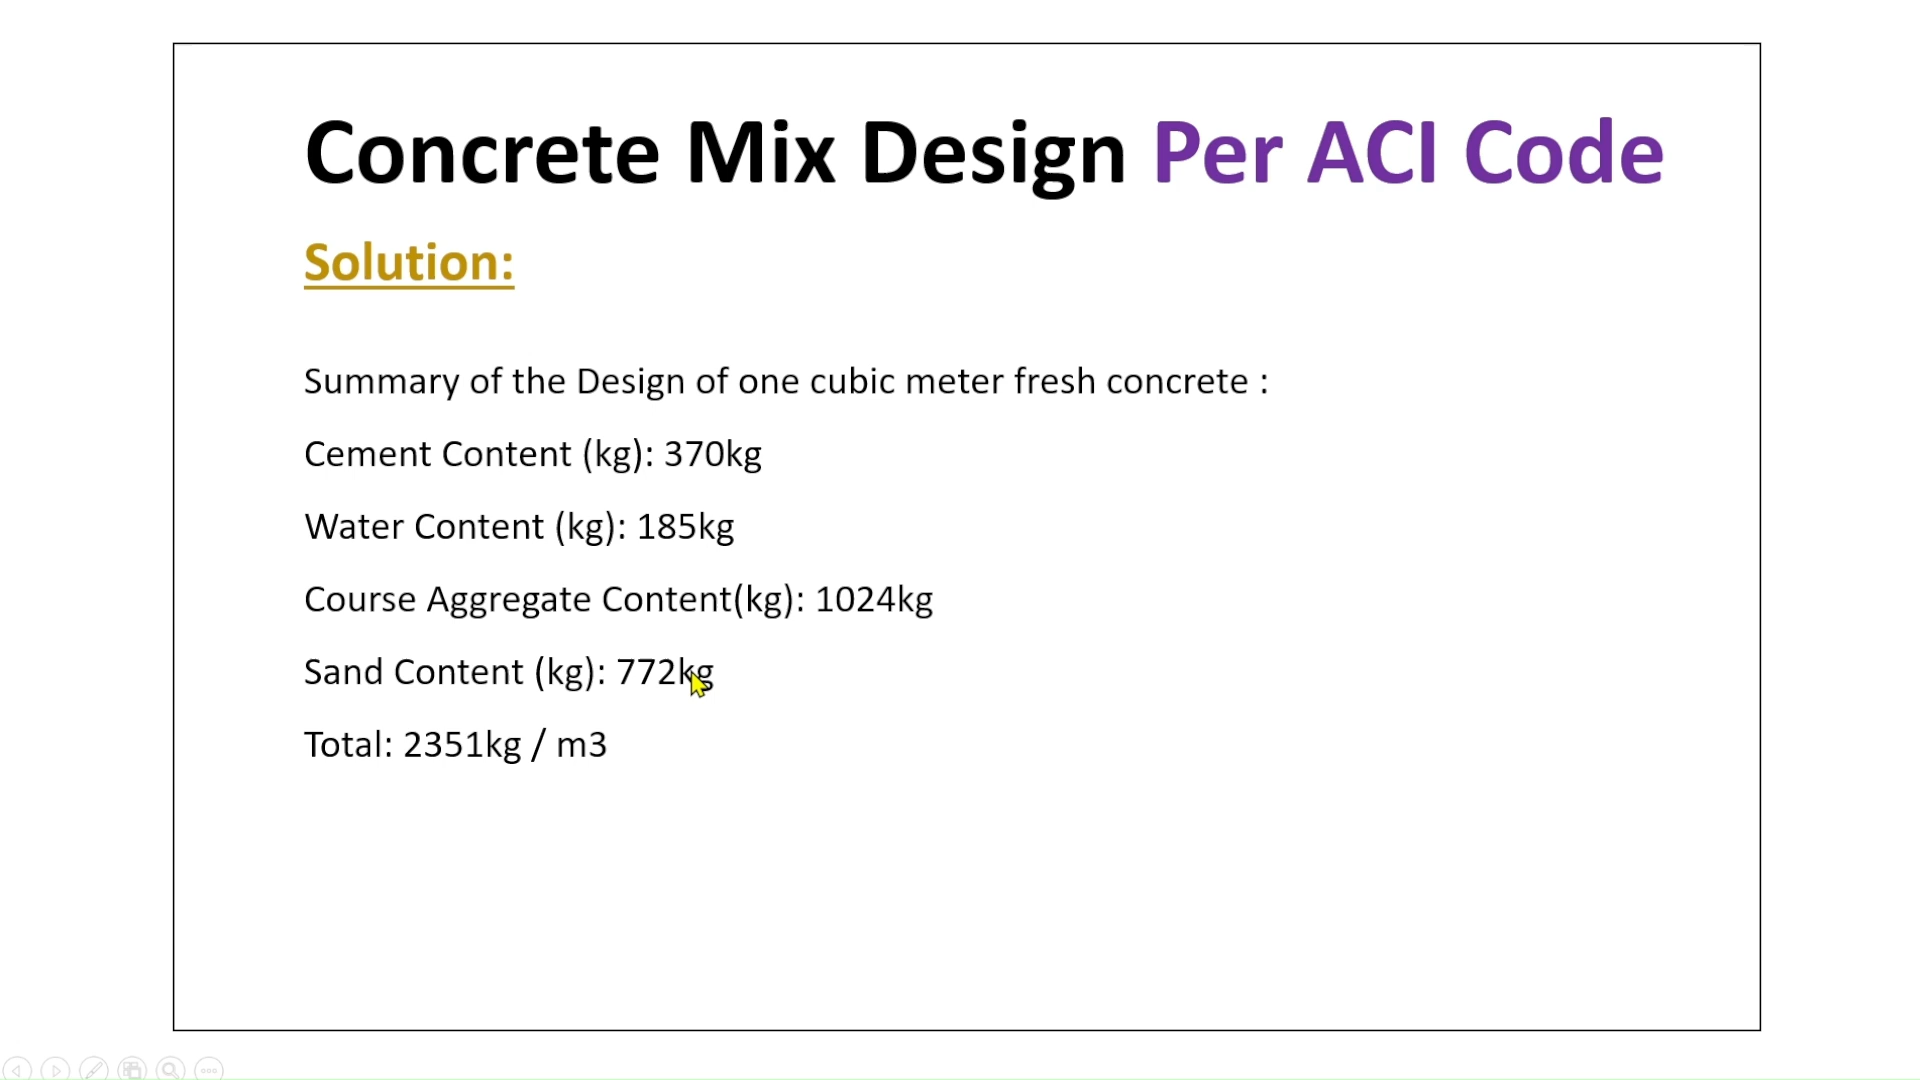 Concrete Mix Design Per ACI Code
Solution:
Summary of the Design of one cubic meter fresh concrete :
Cement Content (kg): 370kg
Water Content (kg): 185kg
Course Aggregate Content(kg): 1024kg
Sand Content (kg): 772kg
Total: 2351kg / m3